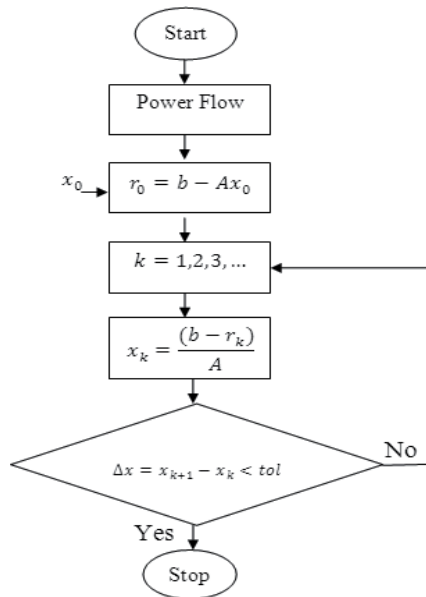 Start
Power Flow
x₀
r₀ = b − Ax₀
k = 1,2,3, ...
xₖ = (b − rₖ) / A
Δx = xₖ₊₁ − xₖ < tol
No
Yes
Stop